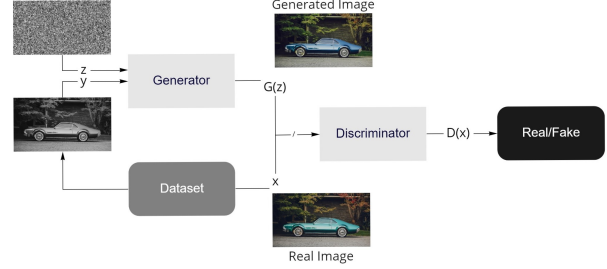 Generated Image
z
y
Generator
G(z)
/
Discriminator
D(x)
Real/Fake
Dataset
x
Real Image